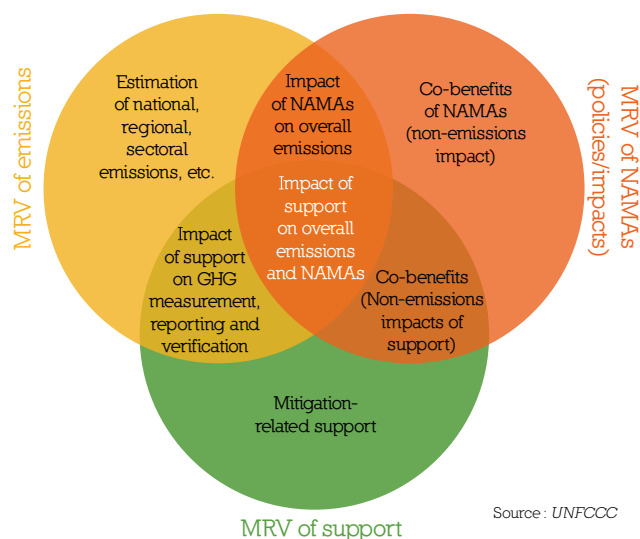 MRV of emissions
Estimation
of national,
regional,
sectoral
emissions, etc.
Impact
of NAMAs
on overall
emissions
Co-benefits
of NAMAs
(non-emissions
impact)
MRV of NAMAs
(policies/impacts)
Impact of
support
on overall
emissions
and NAMAs
Impact
of support
on GHG
measurement,
reporting and
verification
Co-benefits
(Non-emissions
impacts of
support)
Mitigation-
related support
MRV of support
Source : UNFCCC